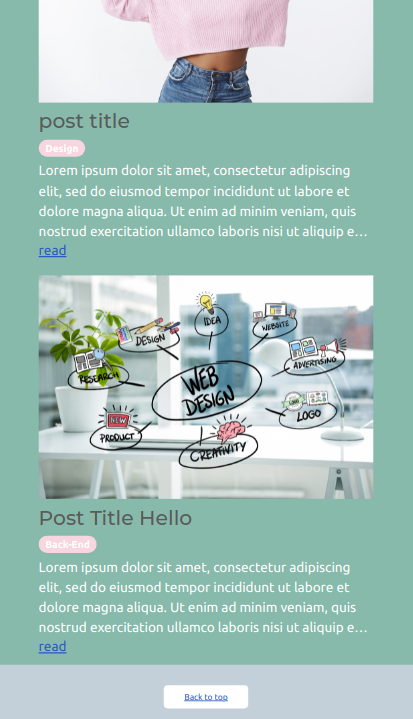 post title
Design
Lorem ipsum dolor sit amet, consectetur adipiscing
elit, sed do eiusmod tempor incididunt ut labore et
dolore magna aliqua. Ut enim ad minim veniam, quis
nostrud exercitation ullamco laboris nisi ut aliquip e…
read
IDEA
WEBSITE
DESIGN
ADVERTISING
RESEARCH
WEB
DESIGN
LOGO
NEW
PRODUCT
CREATIVITY
Post Title Hello
Back-End
Lorem ipsum dolor sit amet, consectetur adipiscing
elit, sed do eiusmod tempor incididunt ut labore et
dolore magna aliqua. Ut enim ad minim veniam, quis
nostrud exercitation ullamco laboris nisi ut aliquip e…
read
Back to top